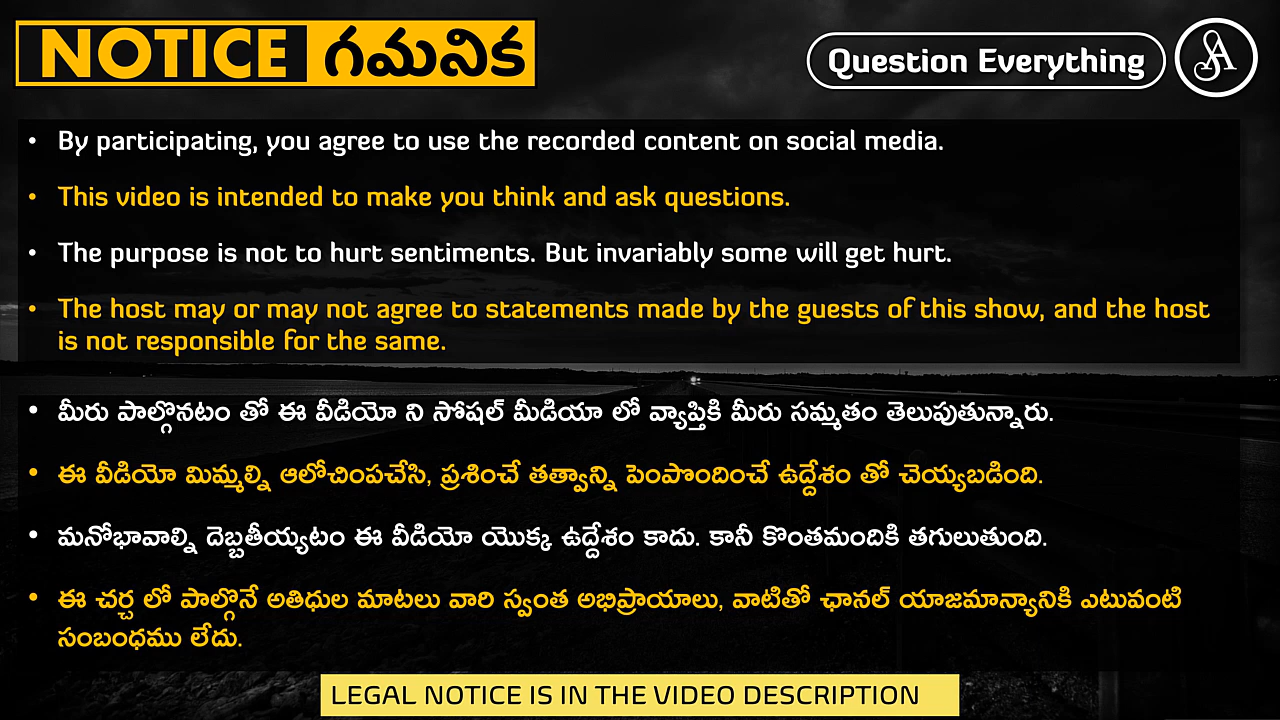 NOTICE గమనిక
Question Everything
• By participating, you agree to use the recorded content on social media.
• This video is intended to make you think and ask questions.
• The purpose is not to hurt sentiments. But invariably some will get hurt.
• The host may or may not agree to statements made by the guests of this show, and the host
is not responsible for the same.
• మీరు పాల్గొనటం తో ఈ వీడియో ని సోషల్ మీడియా లో వ్యాప్తికి మీరు సమ్మతం తెలుపుతున్నారు.
• ఈ వీడియో మిమ్మల్ని ఆలోచింపచేసి, ప్రశించే తత్వాన్ని పెంపొందించే ఉద్దేశం తో చెయ్యబడింది.
• మనోభావాల్ని దెబ్బతీయ్యటం ఈ వీడియో యొక్క ఉద్దేశం కాదు. కానీ కొంతమందికి తగులుతుంది.
• ఈ చర్చ లో పాల్గొనే అతిధుల మాటలు వారి స్వంత అభిప్రాయాలు, వాటితో ఛానల్ యాజమాన్యానికి ఎటువంటి
సంబంధము లేదు.
LEGAL NOTICE IS IN THE VIDEO DESCRIPTION